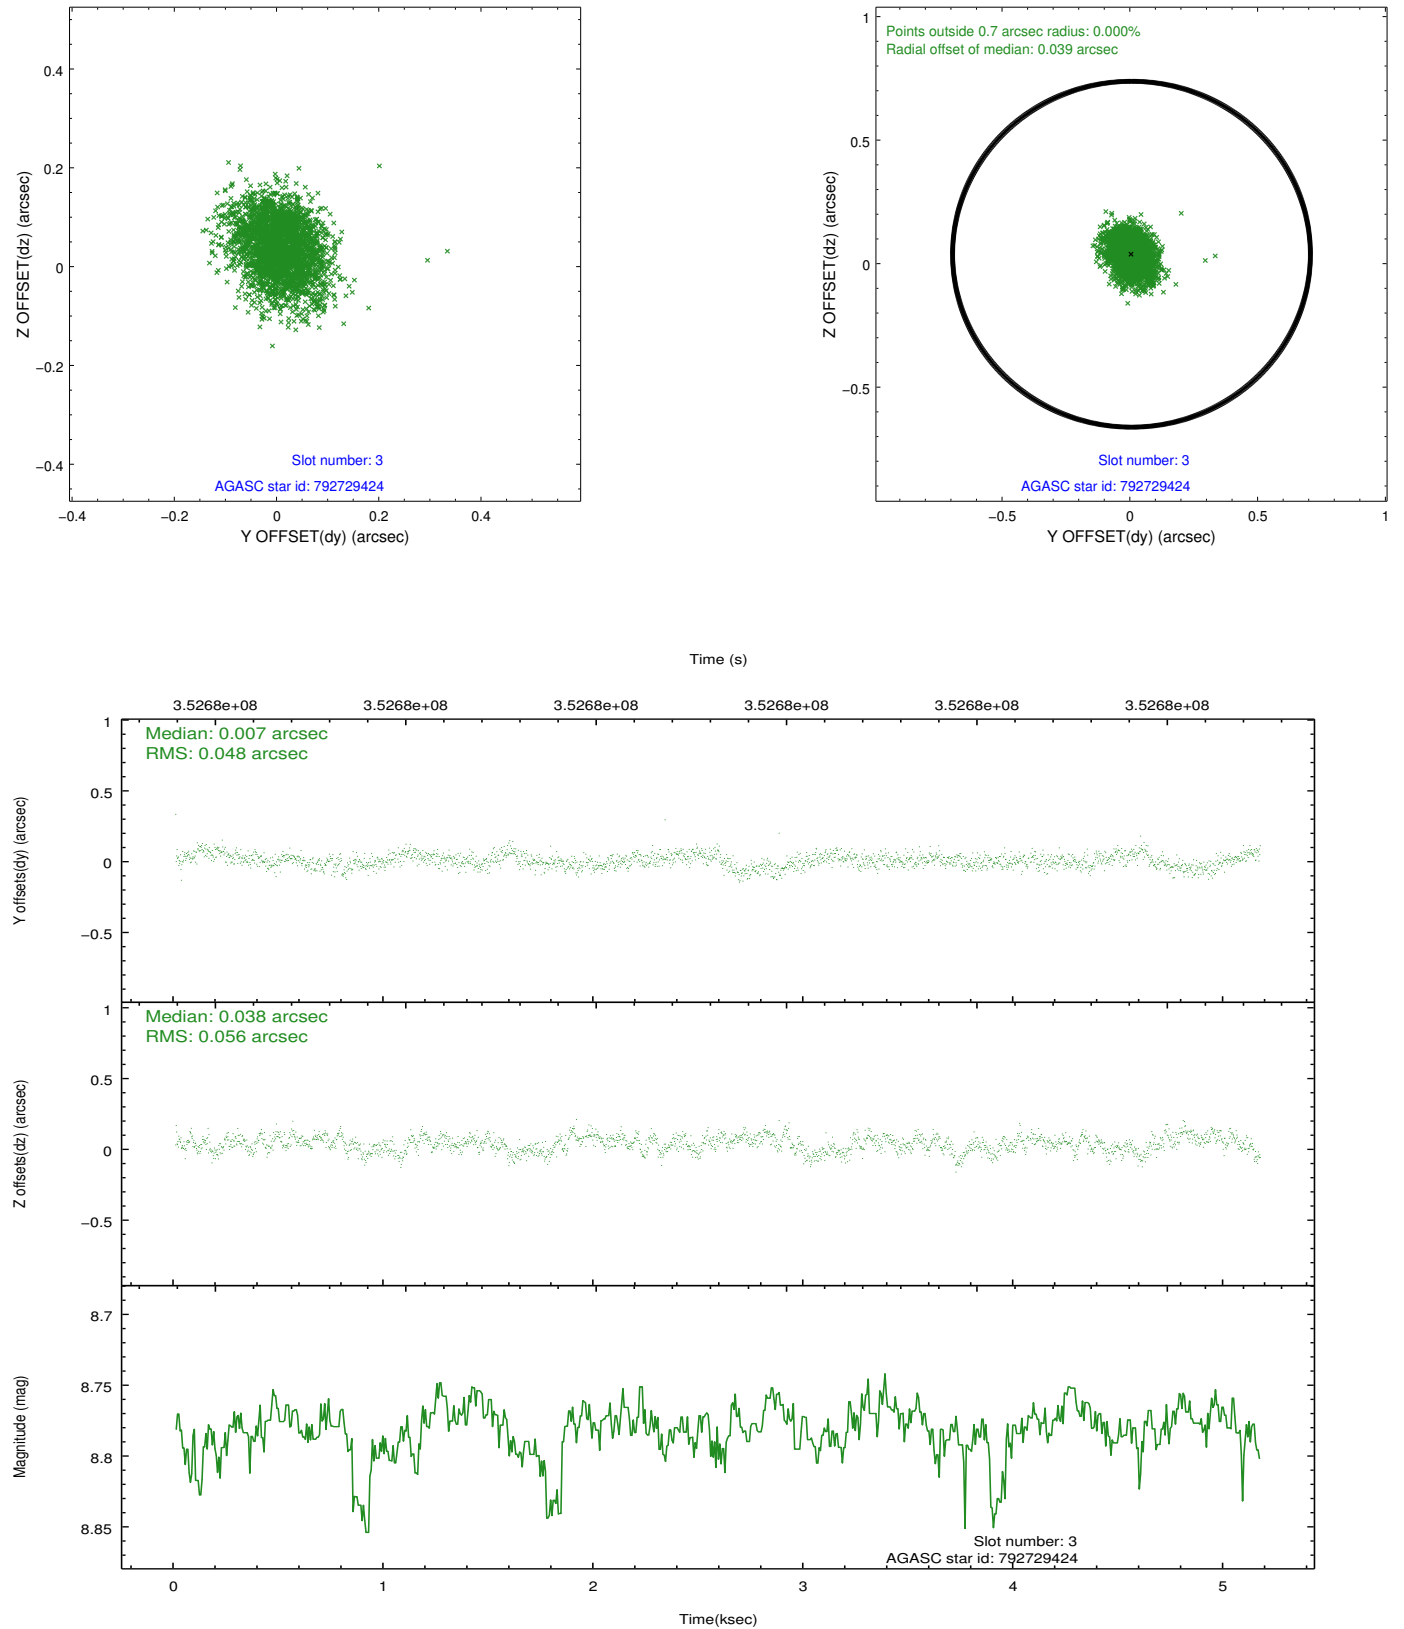 0.4
0.2
0
−0.2
−0.4
−0.4
−0.2
0
0.2
0.4
Z OFFSET(dz) (arcsec)
Y OFFSET(dy) (arcsec)
Slot number: 3
AGASC star id: 792729424
Points outside 0.7 arcsec radius: 0.000%
Radial offset of median: 0.039 arcsec
1
0.5
0
−0.5
−0.5
0
0.5
1
Z OFFSET(dz) (arcsec)
Y OFFSET(dy) (arcsec)
Slot number: 3
AGASC star id: 792729424
Time (s)
3.5268e+08 3.5268e+08 3.5268e+08 3.5268e+08 3.5268e+08 3.5268e+08
Median: 0.007 arcsec
RMS: 0.048 arcsec
1
0.5
0
−0.5
Y offsets(dy) (arcsec)
Median: 0.038 arcsec
RMS: 0.056 arcsec
1
0.5
0
−0.5
Z offsets(dz) (arcsec)
8.7
8.75
8.8
8.85
Magnitude (mag)
Slot number: 3
AGASC star id: 792729424
0 1 2 3 4 5
Time(ksec)